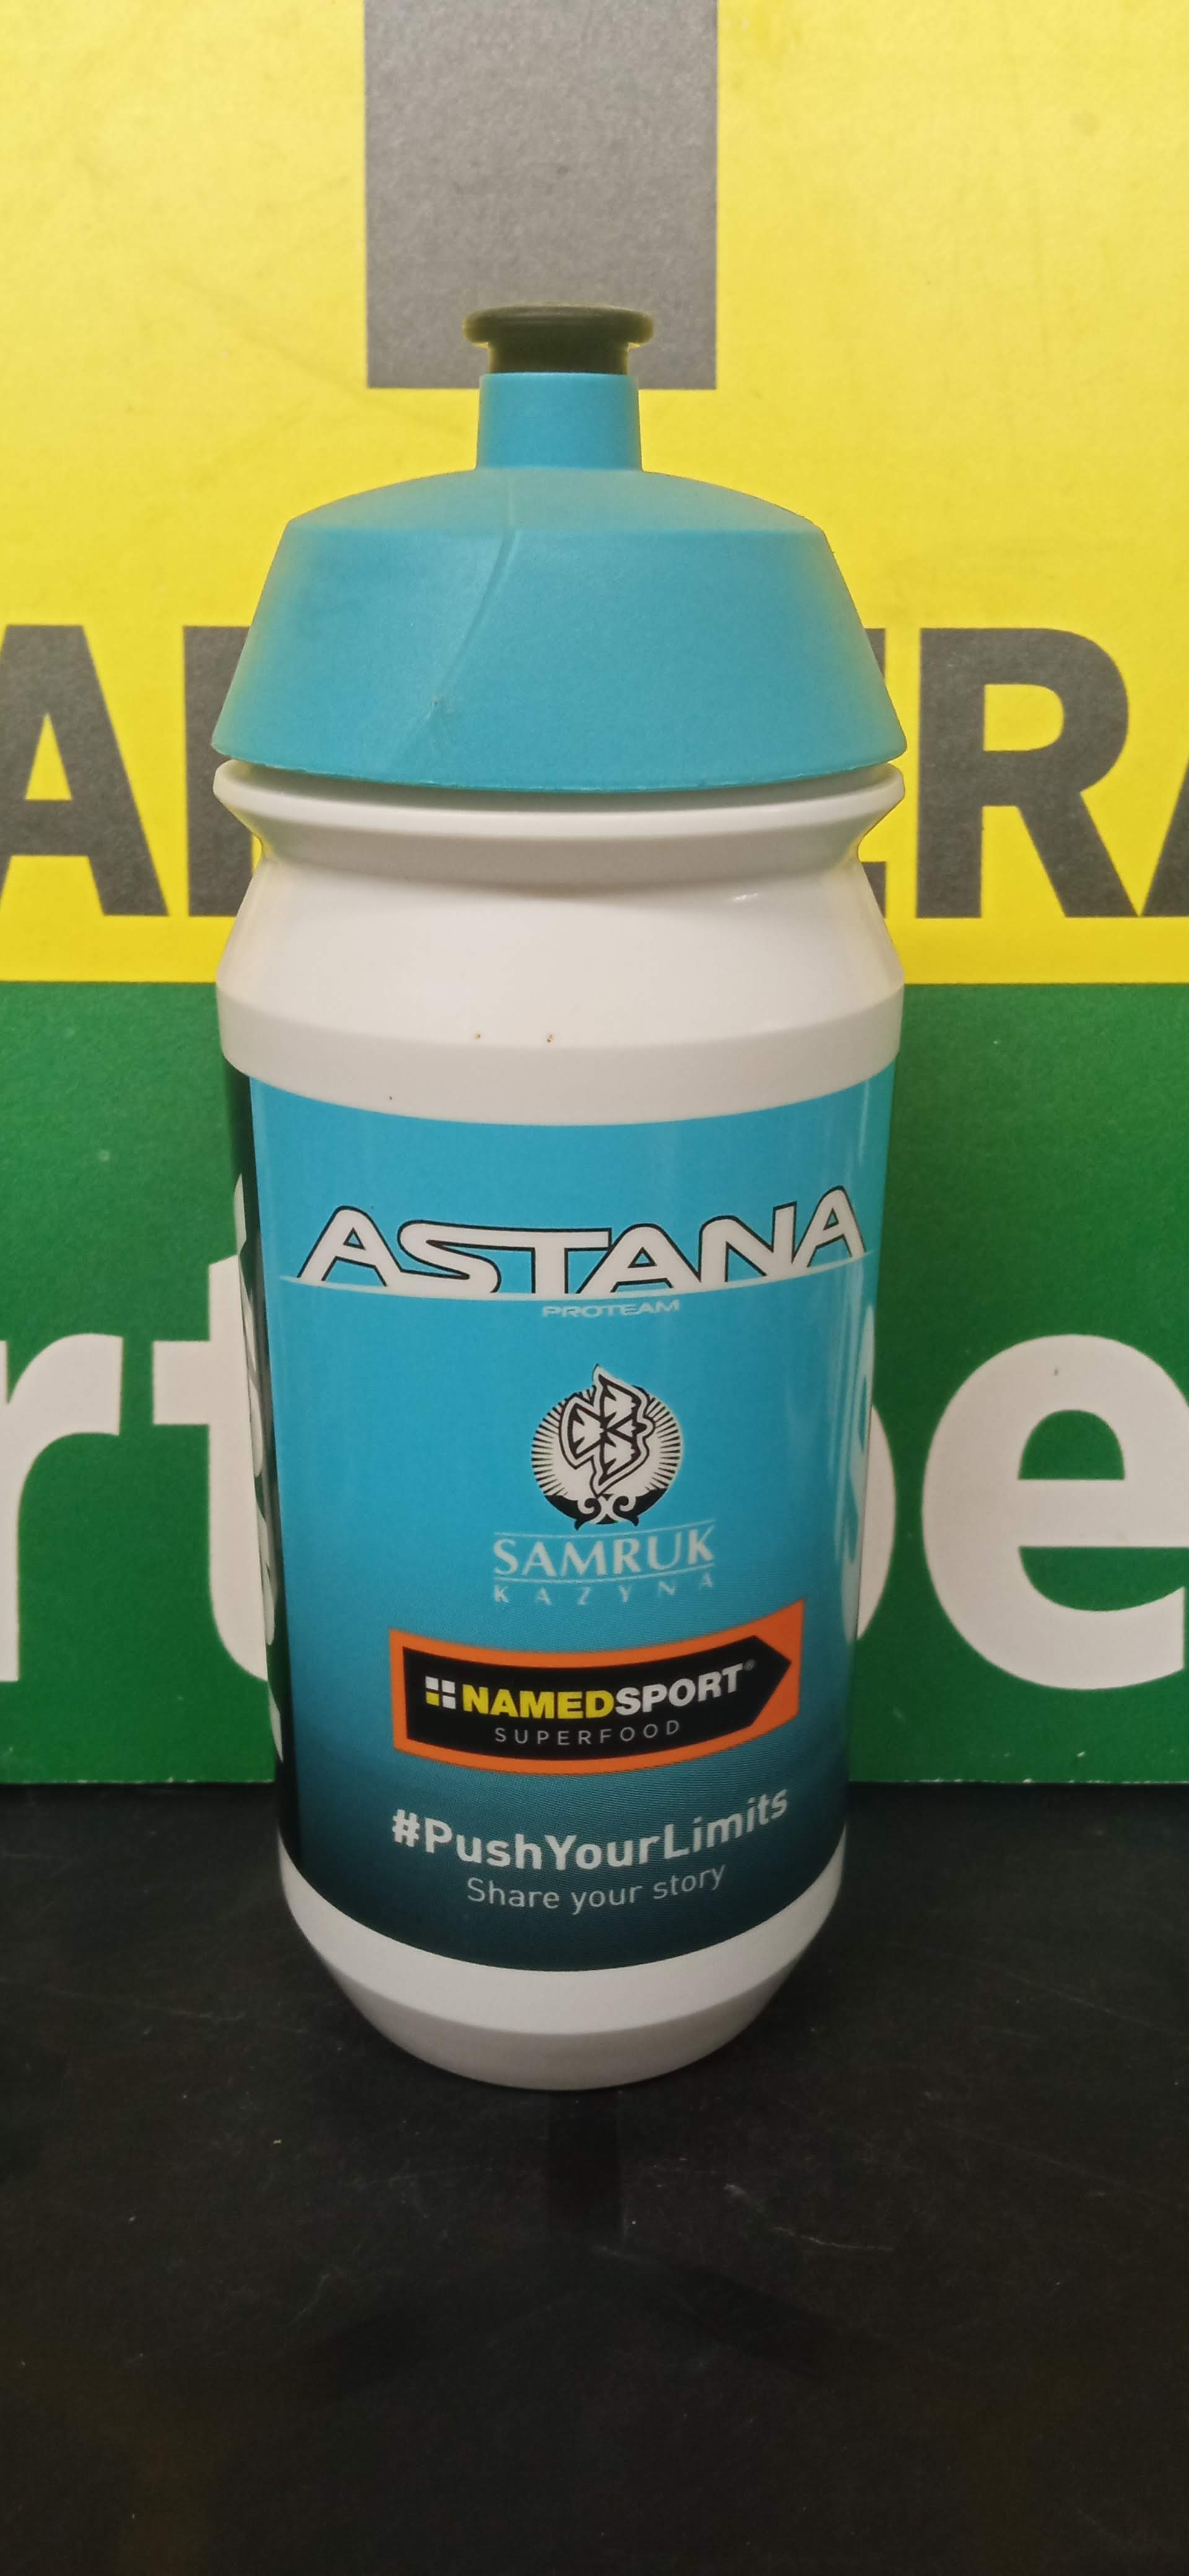 ASTANA
PROTEAM
SAMRUK
KAZYNA
NAMEDSPORT®
SUPERFOOD
#PushYourLimits
Share your story